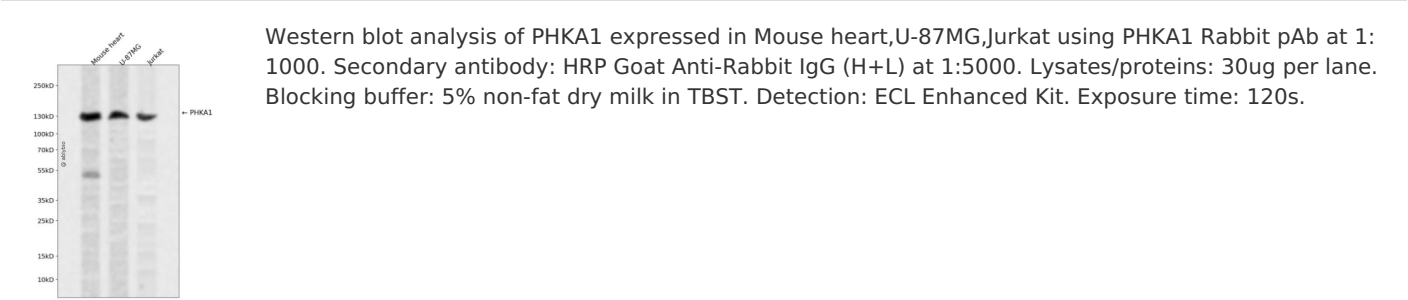 Mouse heart
U-87MG
Jurkat
250kD
130kD
100kD
70kD
55kD
35kD
25kD
15kD
10kD
← PHKA1
Western blot analysis of PHKA1 expressed in Mouse heart,U-87MG,Jurkat using PHKA1 Rabbit pAb at 1:
1000. Secondary antibody: HRP Goat Anti-Rabbit IgG (H+L) at 1:5000. Lysates/proteins: 30ug per lane.
Blocking buffer: 5% non-fat dry milk in TBST. Detection: ECL Enhanced Kit. Exposure time: 120s.